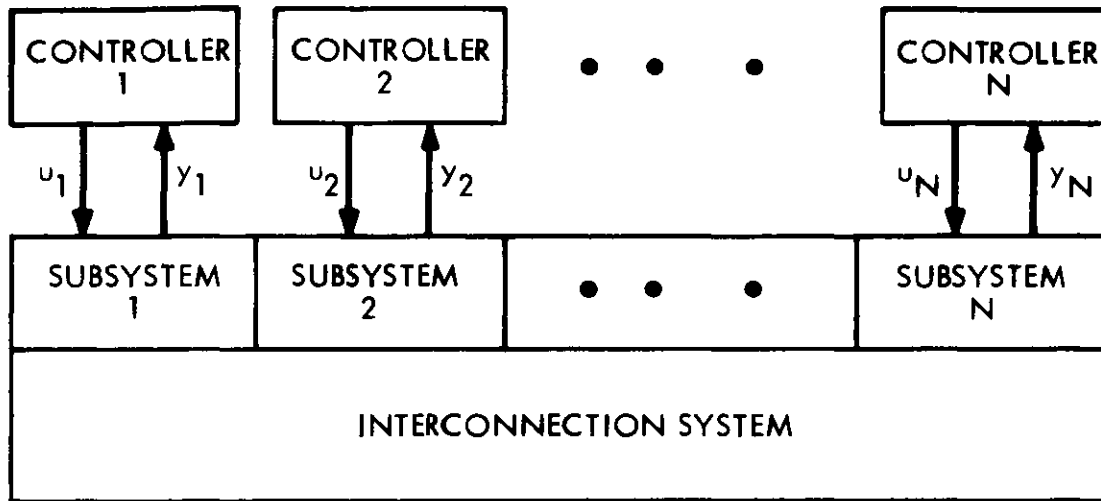 CONTROLLER
1
CONTROLLER
2
CONTROLLER
N
u1
y1
u2
y2
uN
yN
SUBSYSTEM
1
SUBSYSTEM
2
SUBSYSTEM
N
INTERCONNECTION SYSTEM